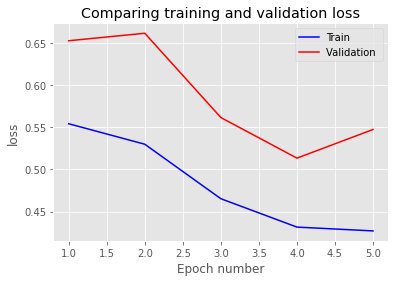 Comparing training and validation loss
Train
Validation
0.65
0.60
0.55
0.50
0.45
loss
1.0 1.5 2.0 2.5 3.0 3.5 4.0 4.5 5.0
Epoch number